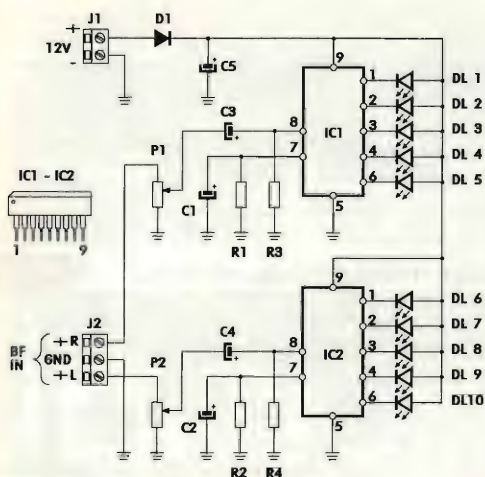 J1
D1
+
12V
-
C5
9
1
DL 1
2
DL 2
C3
8
IC1
3
DL 3
7
4
DL 4
6
DL 5
P1
C1
R1
R3
5
IC1 - IC2
1
9
9
1
DL 6
2
DL 7
J2
C4
8
IC2
3
DL 8
BF
IN
+ R
GND
+ L
P2
7
4
DL 9
6
DL10
C2
R2
R4
5